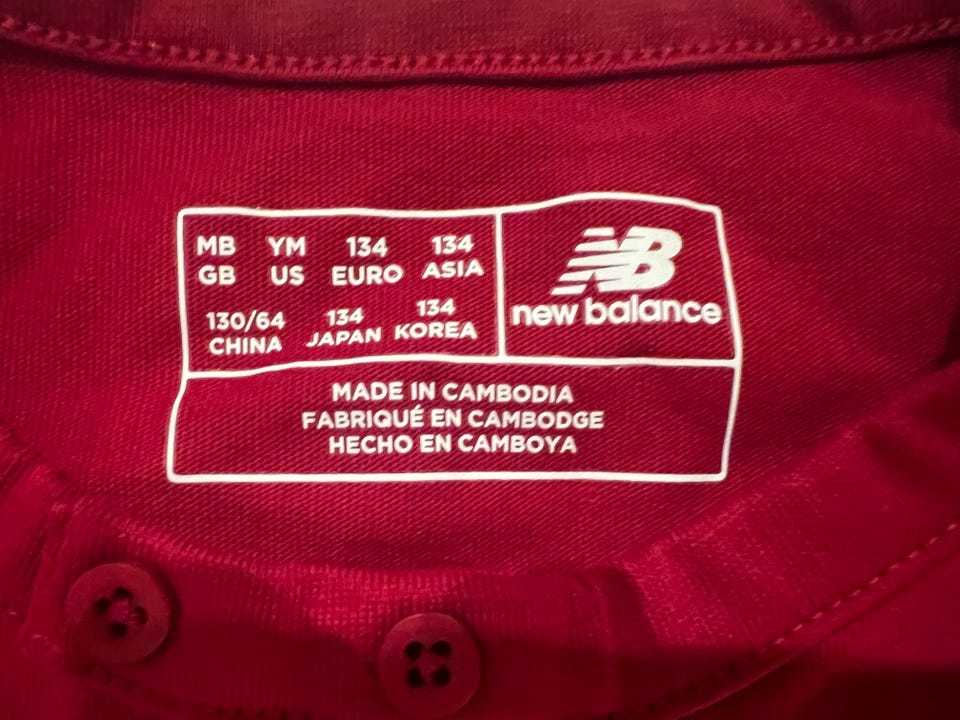 MB YM 134 134
GB US EURO ASIA
130/64 134 134
CHINA JAPAN KOREA
NB
new balance
MADE IN CAMBODIA
FABRIQUÉ EN CAMBODGE
HECHO EN CAMBOYA